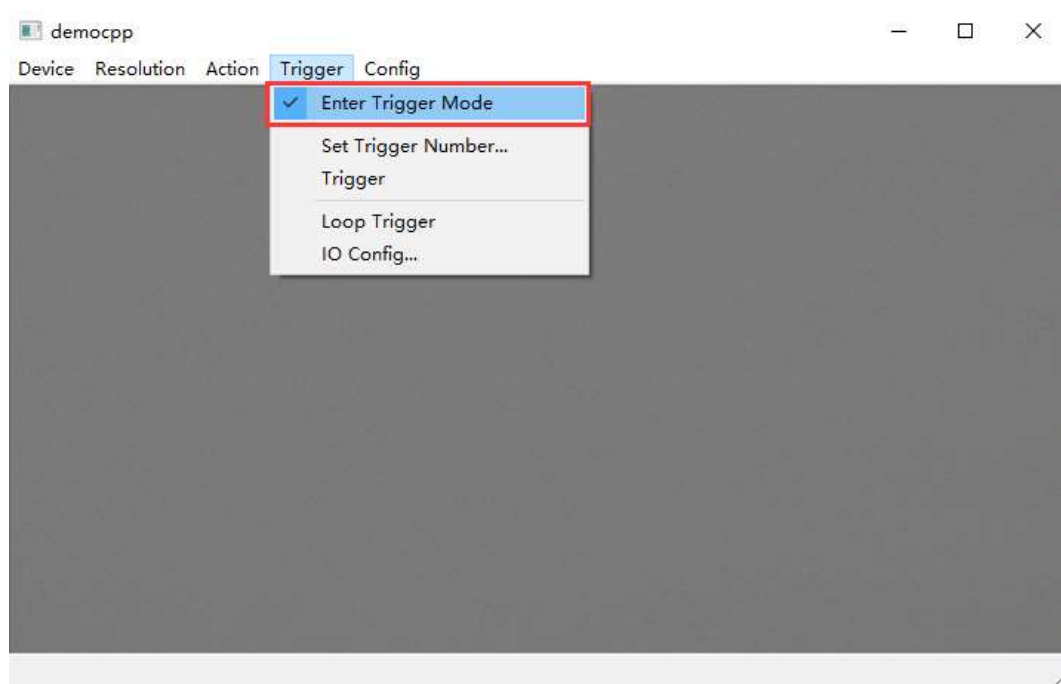 democpp
Device Resolution Action Trigger Config
Enter Trigger Mode
Set Trigger Number...
Trigger
Loop Trigger
IO Config...